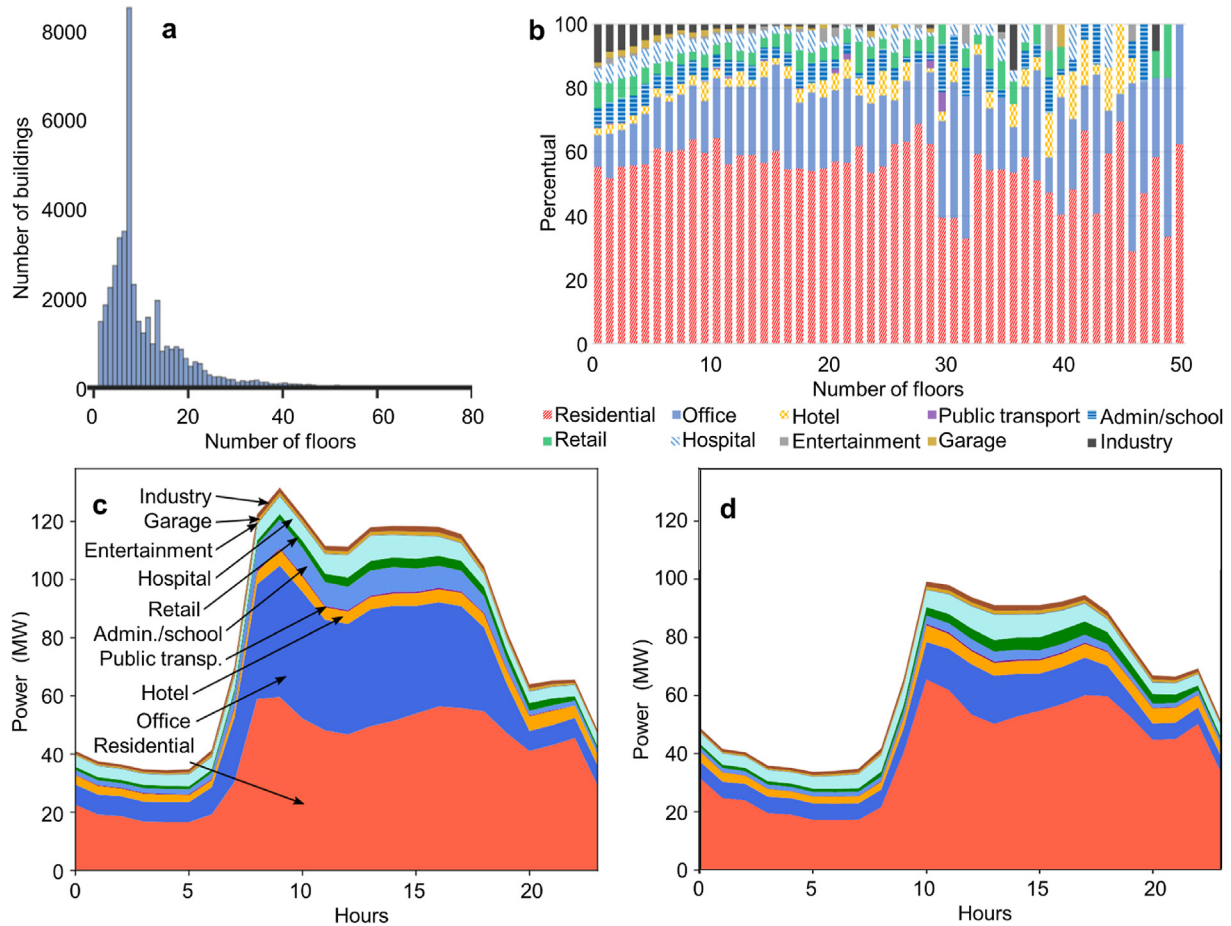 a
8000
6000
4000
2000
0
Number of buildings
0 20 40 60 80
Number of floors
b
100
80
60
40
20
0
Percentual
0 10 20 30 40 50
Number of floors
Residential Office Hotel Public transport Admin/school
Retail Hospital Entertainment Garage Industry
c
Industry
Garage
Entertainment
Hospital
Retail
Admin./school
Public transp.
Hotel
Office
Residential
120
100
80
60
40
20
0
Power (MW)
0 5 10 15 20
Hours
d
120
100
80
60
40
20
0
Power (MW)
0 5 10 15 20
Hours